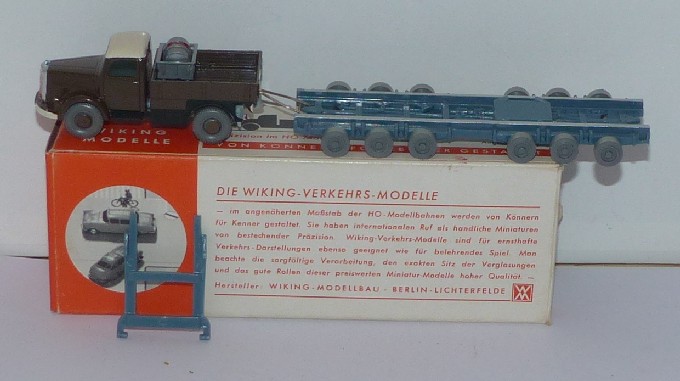 WIKING
MODELLE
DIE WIKING-VERKEHRS-MODELLE
— im angenäherten Maßstab der HO-Modellbahnen werden von Könnern
für Kenner gestaltet. Sie haben internationalen Ruf als handliche Miniaturen
von bestechender Präzision. Wiking-Verkehrs-Modelle sind für ernsthafte
Verkehrs-Darstellungen ebenso geeignet wie für belehrendes Spiel. Man
beachte die sorgfältige Verarbeitung, den exakten Sitz der Verglasungen
und das gute Rollen dieser preiswerten Miniatur-Modelle hoher Qualität. —
Hersteller: WIKING-MODELLBAU - BERLIN-LICHTERFELDE